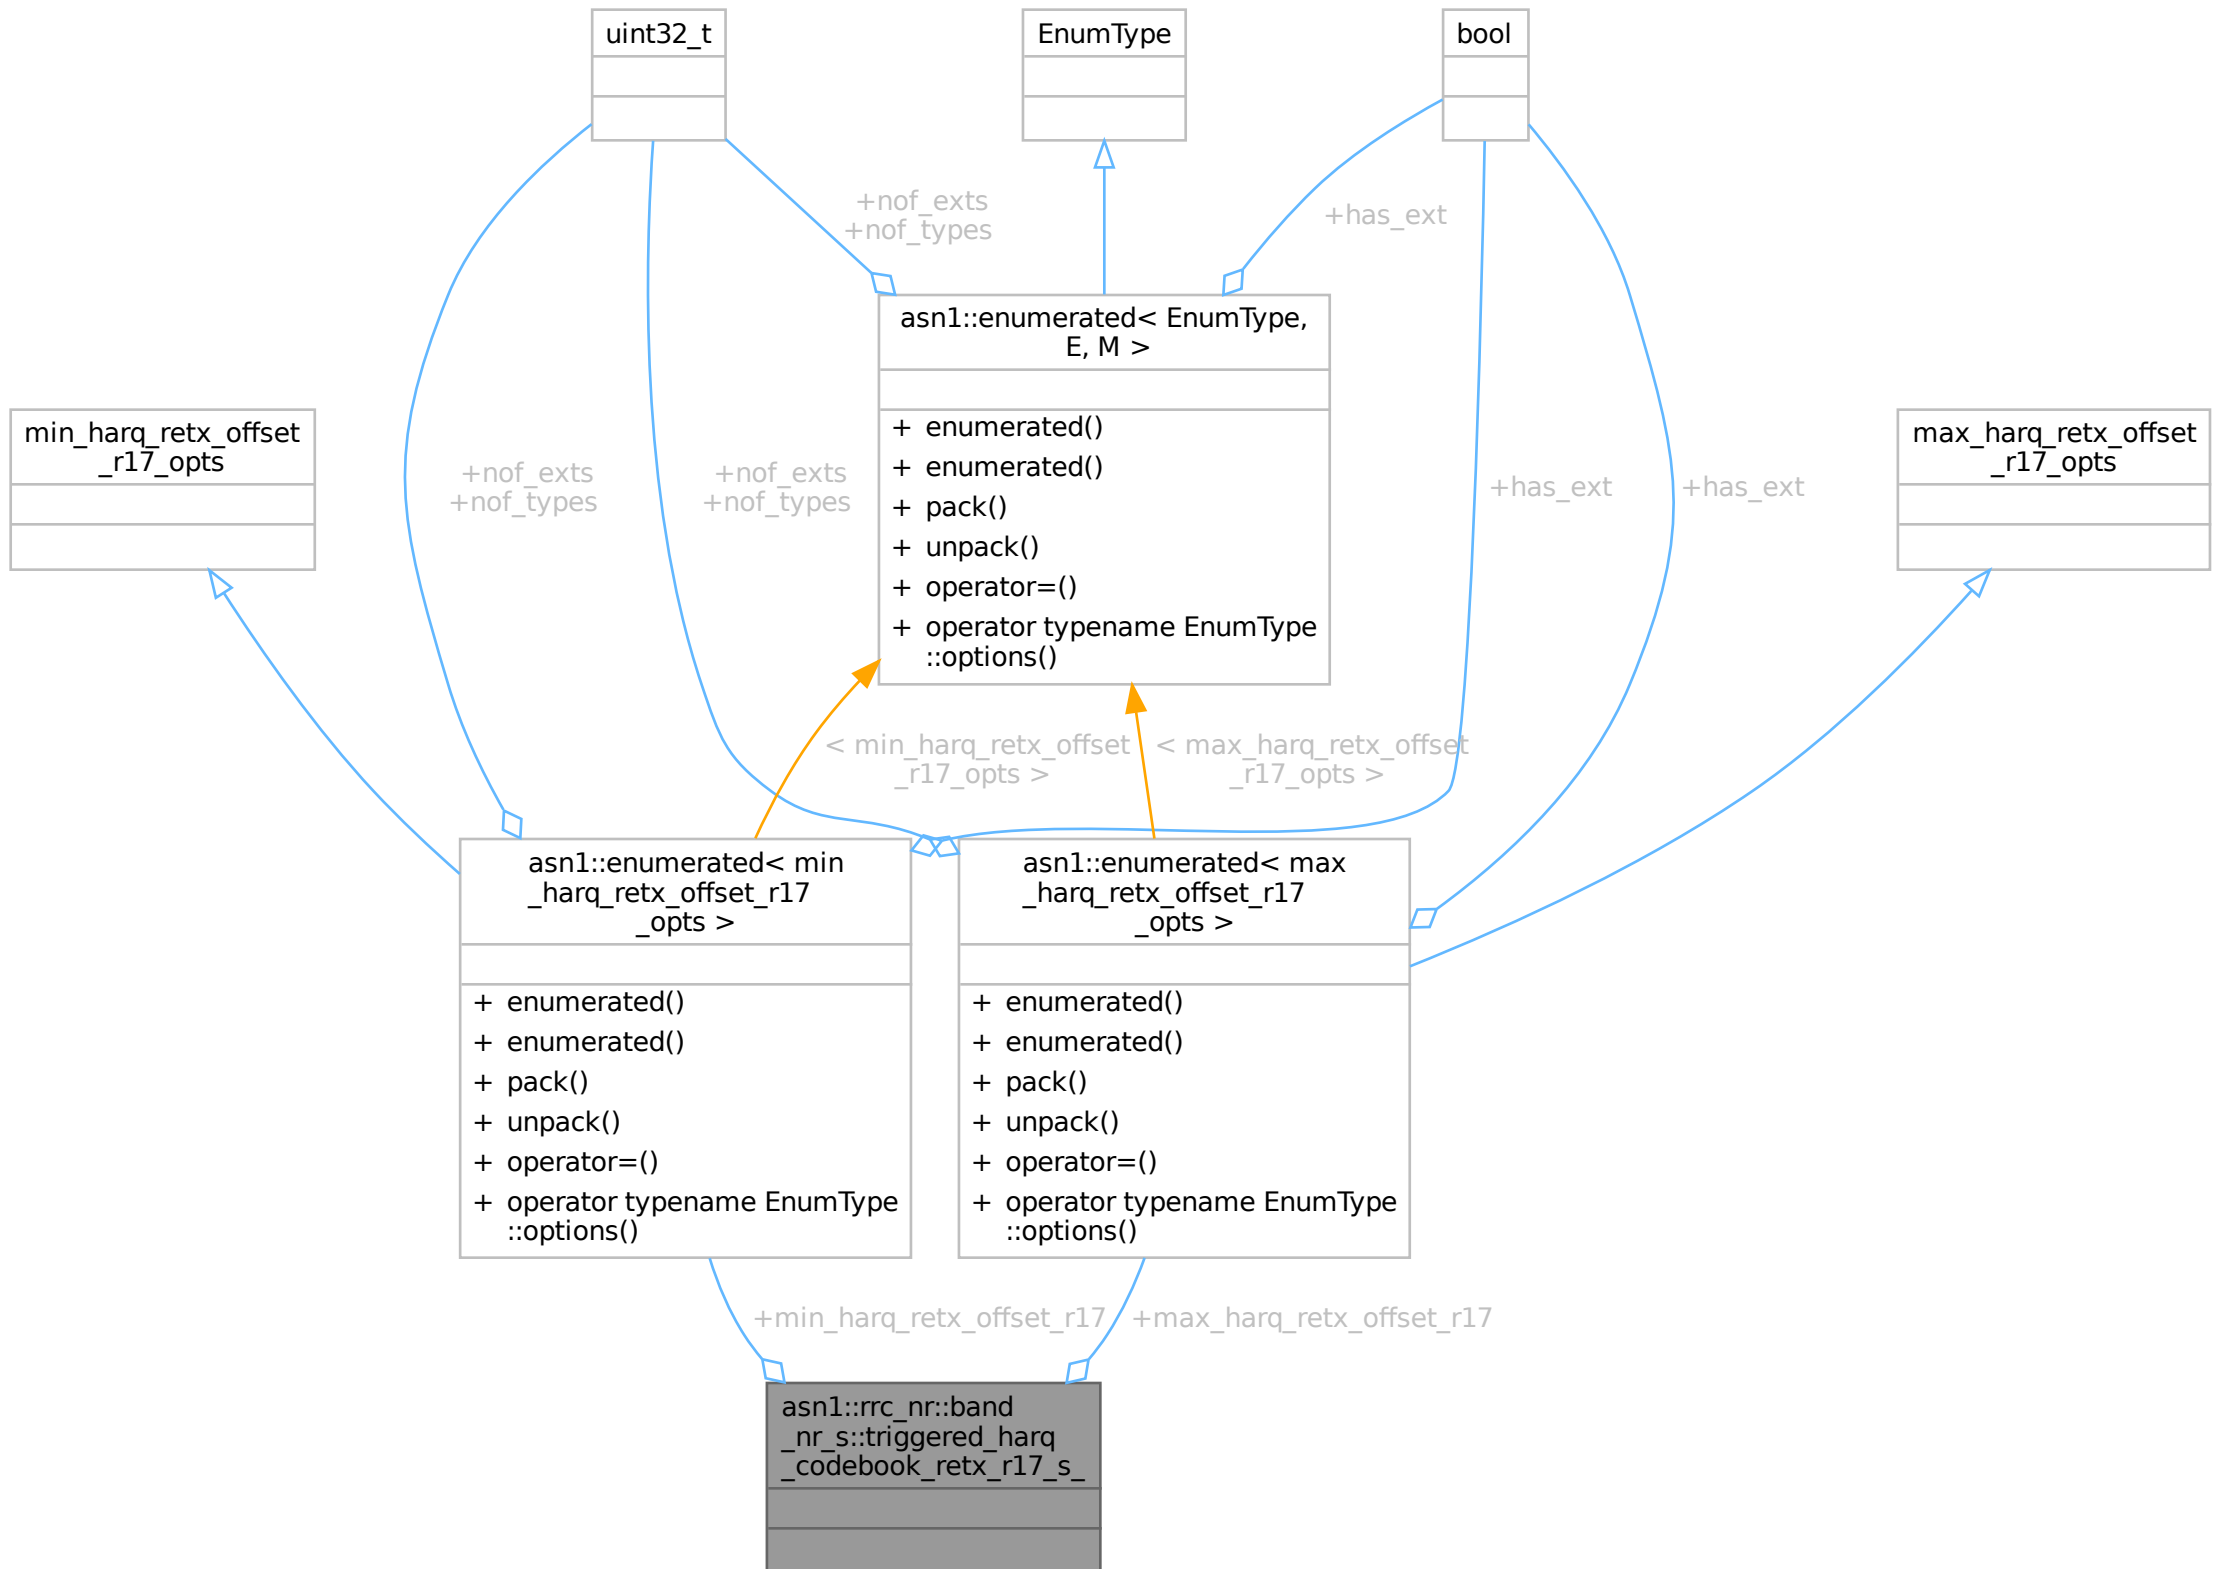 uint32_t
EnumType
bool
+nof_exts
+nof_types
+has_ext
asn1::enumerated< EnumType,
E, M >
+ enumerated()
+ enumerated()
+ pack()
+ unpack()
+ operator=()
+ operator typename EnumType
::options()
min_harq_retx_offset
_r17_opts
max_harq_retx_offset
_r17_opts
+nof_exts
+nof_types
+nof_exts
+nof_types
+has_ext
+has_ext
< min_harq_retx_offset
_r17_opts >
< max_harq_retx_offset
_r17_opts >
asn1::enumerated< min
_harq_retx_offset_r17
_opts >
+ enumerated()
+ enumerated()
+ pack()
+ unpack()
+ operator=()
+ operator typename EnumType
::options()
asn1::enumerated< max
_harq_retx_offset_r17
_opts >
+ enumerated()
+ enumerated()
+ pack()
+ unpack()
+ operator=()
+ operator typename EnumType
::options()
+min_harq_retx_offset_r17
+max_harq_retx_offset_r17
asn1::rrc_nr::band
_nr_s::triggered_harq
_codebook_retx_r17_s_